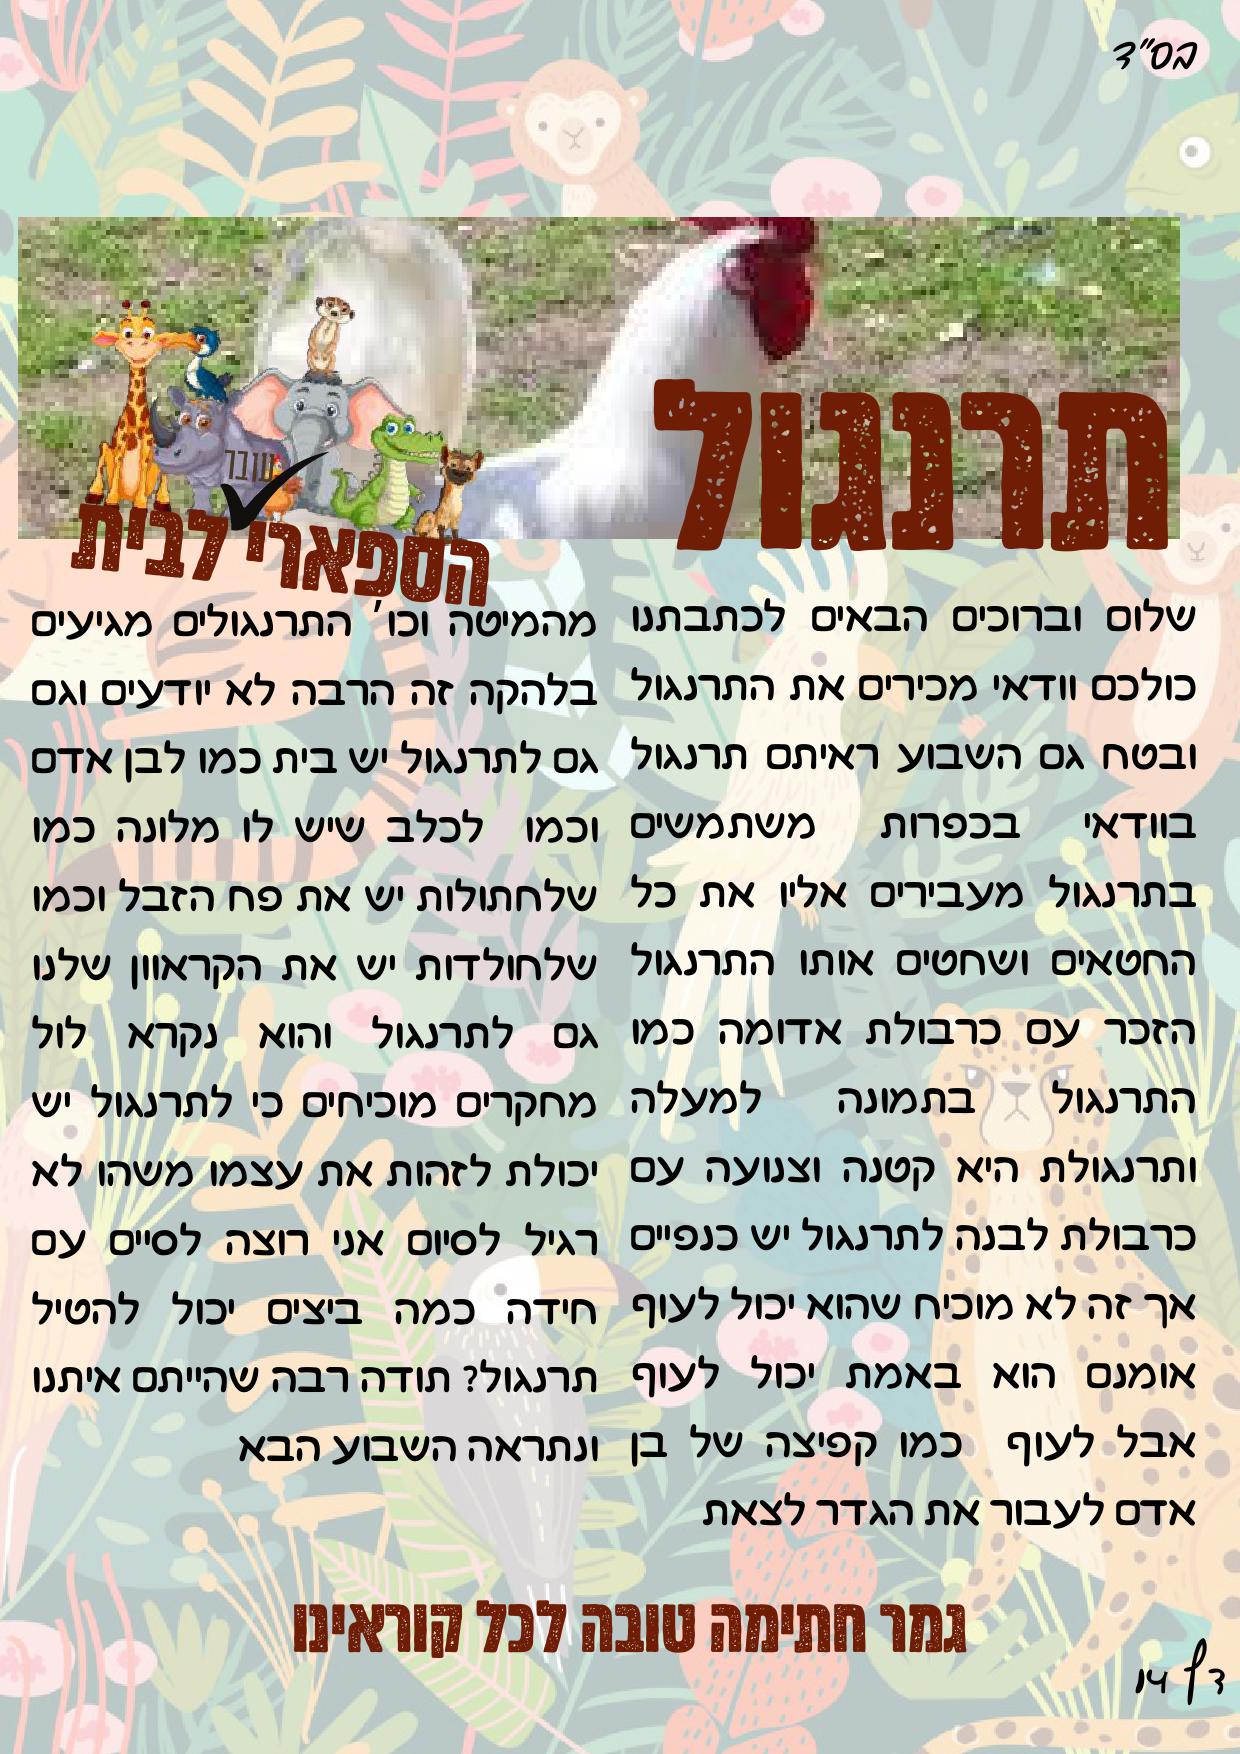 בס"ד
תרנגול
עובר
הספארי לבית
שלום וברוכים הבאים לכתבתנו
כולכם וודאי מכירים את התרנגול
ובטח גם השבוע ראיתם תרנגול
בוודאי בכפרות משתמשים
בתרנגול מעבירים אליו את כל
החטאים ושחטים אותו התרנגול
הזכר עם כרבולת אדומה כמו
התרנגול בתמונה למעלה
ותרנגולת היא קטנה וצנועה עם
כרבולת לבנה לתרנגול יש כנפיים
אך זה לא מוכיח שהוא יכול לעוף
אומנם הוא באמת יכול לעוף
אבל לעוף כמו קפיצה של בן
אדם לעבור את הגדר לצאת
מהמיטה וכו' התרנגולים מגיעים
בלהקה זה הרבה לא יודעים וגם
גם לתרנגול יש בית כמו לבן אדם
וכמו לכלב שיש לו מלונה כמו
שלחתולות יש את פח הזבל וכמו
שלחולדות יש את הקראוון שלנו
גם לתרנגול והוא נקרא לול
מחקרים מוכיחים כי לתרנגול יש
יכולת לזהות את עצמו משהו לא
רגיל לסיום אני רוצה לסיים עם
חידה כמה ביצים יכול להטיל
תרנגול? תודה רבה שהייתם איתנו
ונתראה השבוע הבא
גמר חתימה טובה לכל קוראינו
דף 14